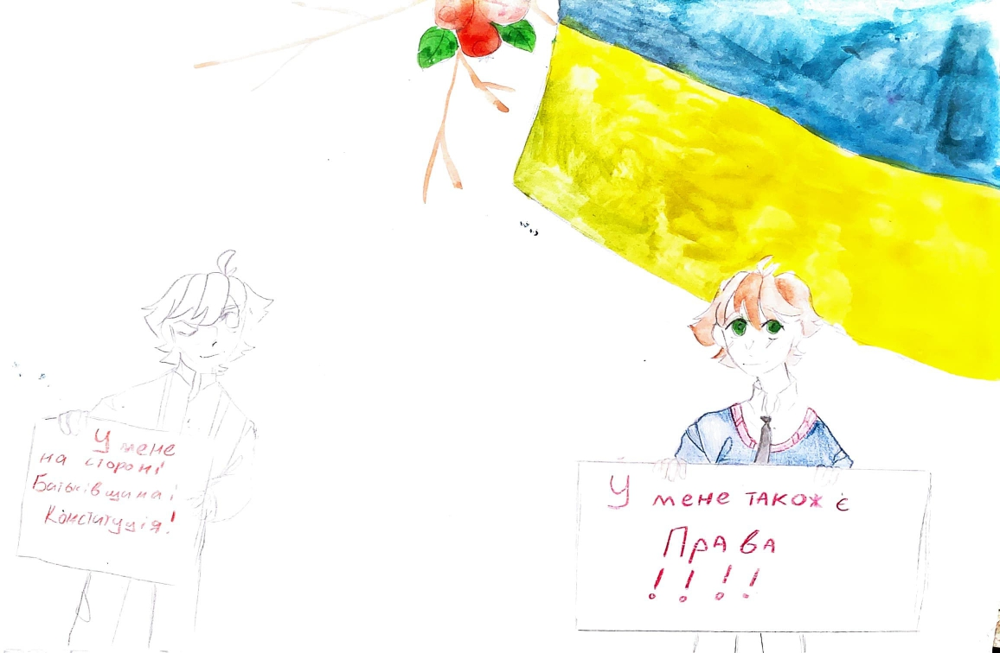 У мене
на стороні
Батьківщина і
Конституція!
У мене також є
Права
! ! ! !